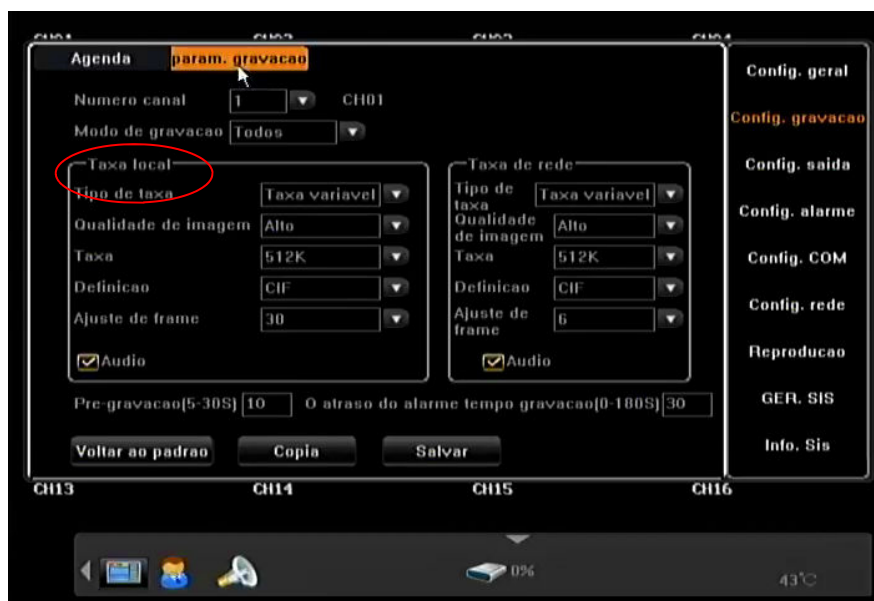 Agenda param. gravacao
Config. geral
Numero canal 1 CH01
Config. gravacao
Modo de gravacao Todos
Taxa local
Taxa de rede
Config. saida
Tipo de taxa Taxa variavel
Tipo de taxa Taxa variavel
Config. alarme
Qualidade de imagem Alto
Qualidade de imagem Alto
Taxa 512K
Taxa 512K
Config. COM
Definicao CIF
Definicao CIF
Config. rede
Ajuste de frame 30
Ajuste de frame 6
Reproducao
Audio
Audio
GER. SIS
Pre-gravacao(5-30S) 10 O atraso do alarme tempo gravacao(0-180S) 30
Info. Sis
Voltar ao padrao Copia Salvar
CH13 CH14 CH15 CH16
0%
43°C